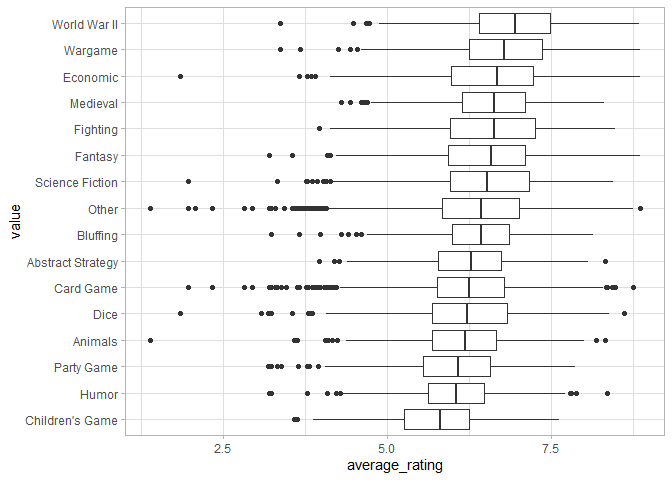 World War II
Wargame
Economic
Medieval
Fighting
Fantasy
Science Fiction
Other
Bluffing
Abstract Strategy
Card Game
Dice
Animals
Party Game
Humor
Children's Game
value
2.5 5.0 7.5
average_rating